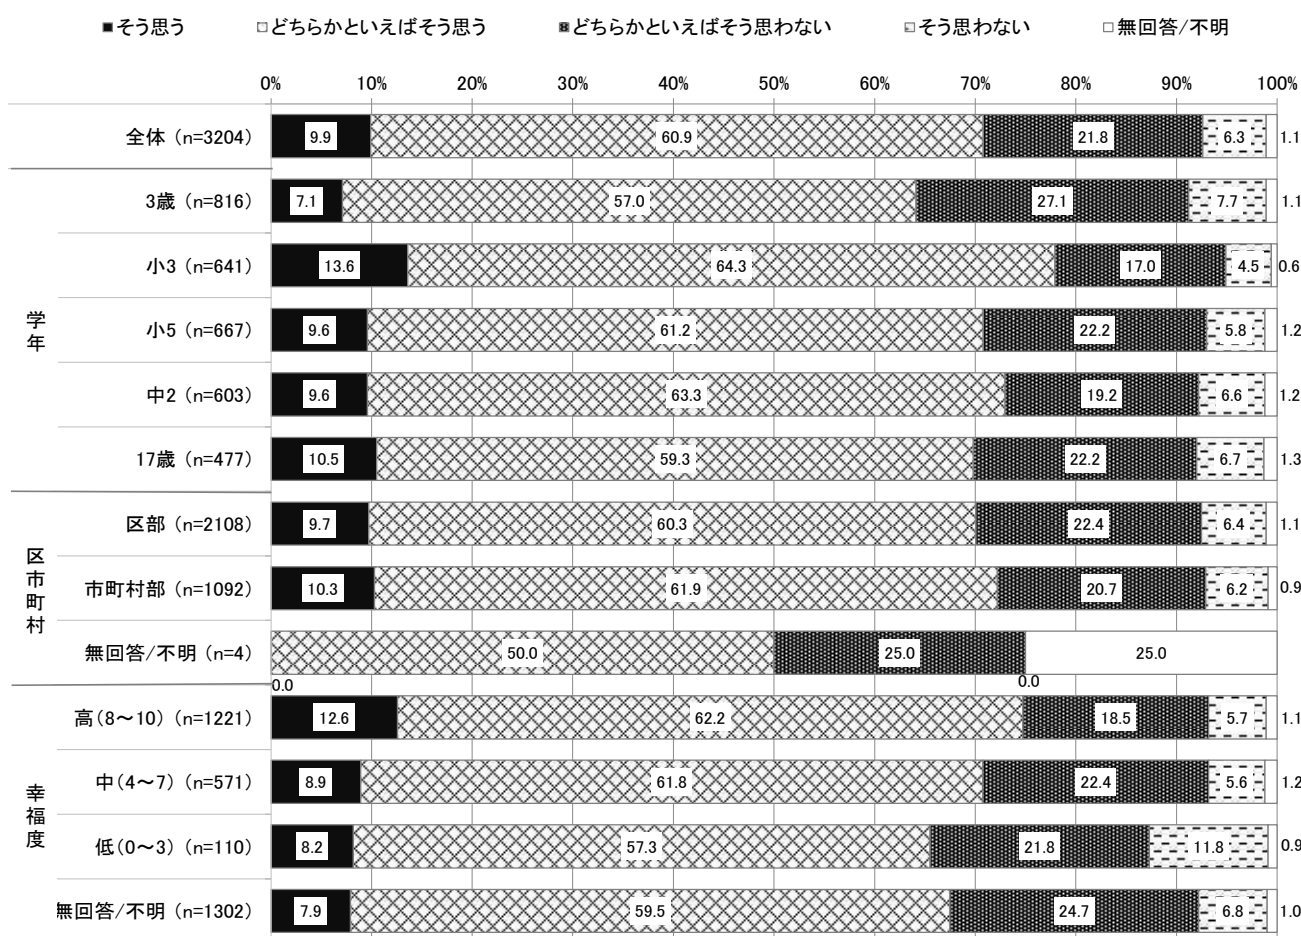 そう思う どちらかといえばそう思う どちらかといえばそう思わない そう思わない 無回答/不明
0% 10% 20% 30% 40% 50% 60% 70% 80% 90% 100%
全体 (n=3204) 9.9 60.9 21.8 6.3 1.1
学年
3歳 (n=816) 7.1 57.0 27.1 7.7 1.1
小3 (n=641) 13.6 64.3 17.0 4.5 0.6
小5 (n=667) 9.6 61.2 22.2 5.8 1.2
中2 (n=603) 9.6 63.3 19.2 6.6 1.2
17歳 (n=477) 10.5 59.3 22.2 6.7 1.3
区市町村
区部 (n=2108) 9.7 60.3 22.4 6.4 1.1
市町村部 (n=1092) 10.3 61.9 20.7 6.2 0.9
無回答/不明 (n=4) 50.0 25.0 25.0
0.0 0.0
幸福度
高(8～10) (n=1221) 12.6 62.2 18.5 5.7 1.1
中(4～7) (n=571) 8.9 61.8 22.4 5.6 1.2
低(0～3) (n=110) 8.2 57.3 21.8 11.8 0.9
無回答/不明 (n=1302) 7.9 59.5 24.7 6.8 1.0